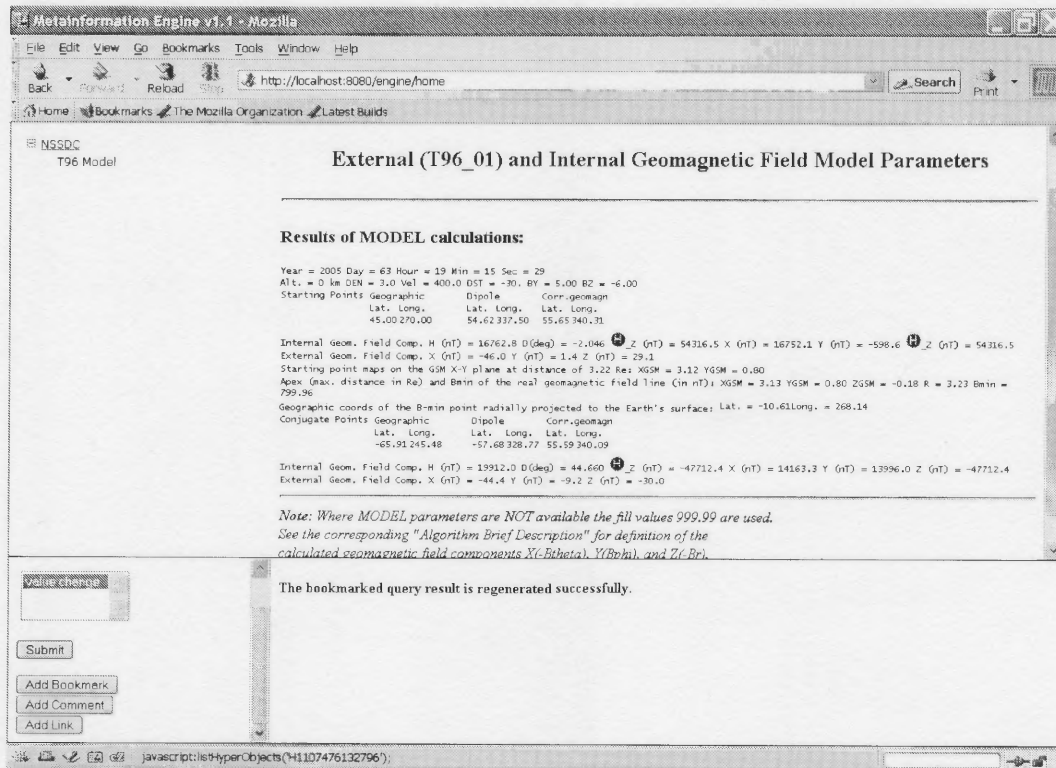 Metainformation Engine v1.1 - Mozilla
File Edit View Go Bookmarks Tools Window Help
Back Forward Reload Stop http://localhost:8080/engine/home Search Print
Home Bookmarks The Mozilla Organization Latest Builds
NSSDC
T96 Model
External (T96_01) and Internal Geomagnetic Field Model Parameters
Results of MODEL calculations:
Year = 2005 Day = 63 Hour = 19 Min = 15 Sec = 29
Alt. = 0 km DEN = 3.0 Vel = 400.0 DST = -30. BY = 5.00 BZ = -6.00
Starting Points Geographic Dipole Corr.geomagn
Lat. Long. Lat. Long. Lat. Long.
45.00 270.00 54.62 337.50 55.65 340.31
Internal Geom. Field Comp. H (nT) = 16762.8 D(deg) = -2.046 H_Z (nT) = 54316.5 X (nT) = 16752.1 Y (nT) = -598.6 H_Z (nT) = 54316.5
External Geom. Field Comp. X (nT) = -46.0 Y (nT) = 1.4 Z (nT) = 29.1
Starting point maps on the GSM X-Y plane at distance of 3.22 Re: XGSM = 3.12 YGSM = 0.80
Apex (max. distance in Re) and Bmin of the real geomagnetic field line (in nT): XGSM = 3.13 YGSM = 0.80 ZGSM = -0.18 R = 3.23 Bmin =
799.96
Geographic coords of the B-min point radially projected to the Earth's surface: Lat. = -10.61Long. = 268.14
Conjugate Points Geographic Dipole Corr.geomagn
Lat. Long. Lat. Long. Lat. Long.
-65.91 245.48 -57.68 328.77 55.59 340.09
Internal Geom. Field Comp. H (nT) = 19912.0 D(deg) = 44.660 H_Z (nT) = -47712.4 X (nT) = 14163.3 Y (nT) = 13996.0 Z (nT) = -47712.4
External Geom. Field Comp. X (nT) = -44.4 Y (nT) = -9.2 Z (nT) = -30.0
Note: Where MODEL parameters are NOT available the fill values 999.99 are used.
See the corresponding "Algorithm Brief Description" for definition of the
calculated geomagnetic field components X(-Btheta), Y(Bphi), and Z(-Br).
value change
Submit
Add Bookmark
Add Comment
Add Link
The bookmarked query result is regenerated successfully.
javascript:listHyperObjects('H1107476132796');